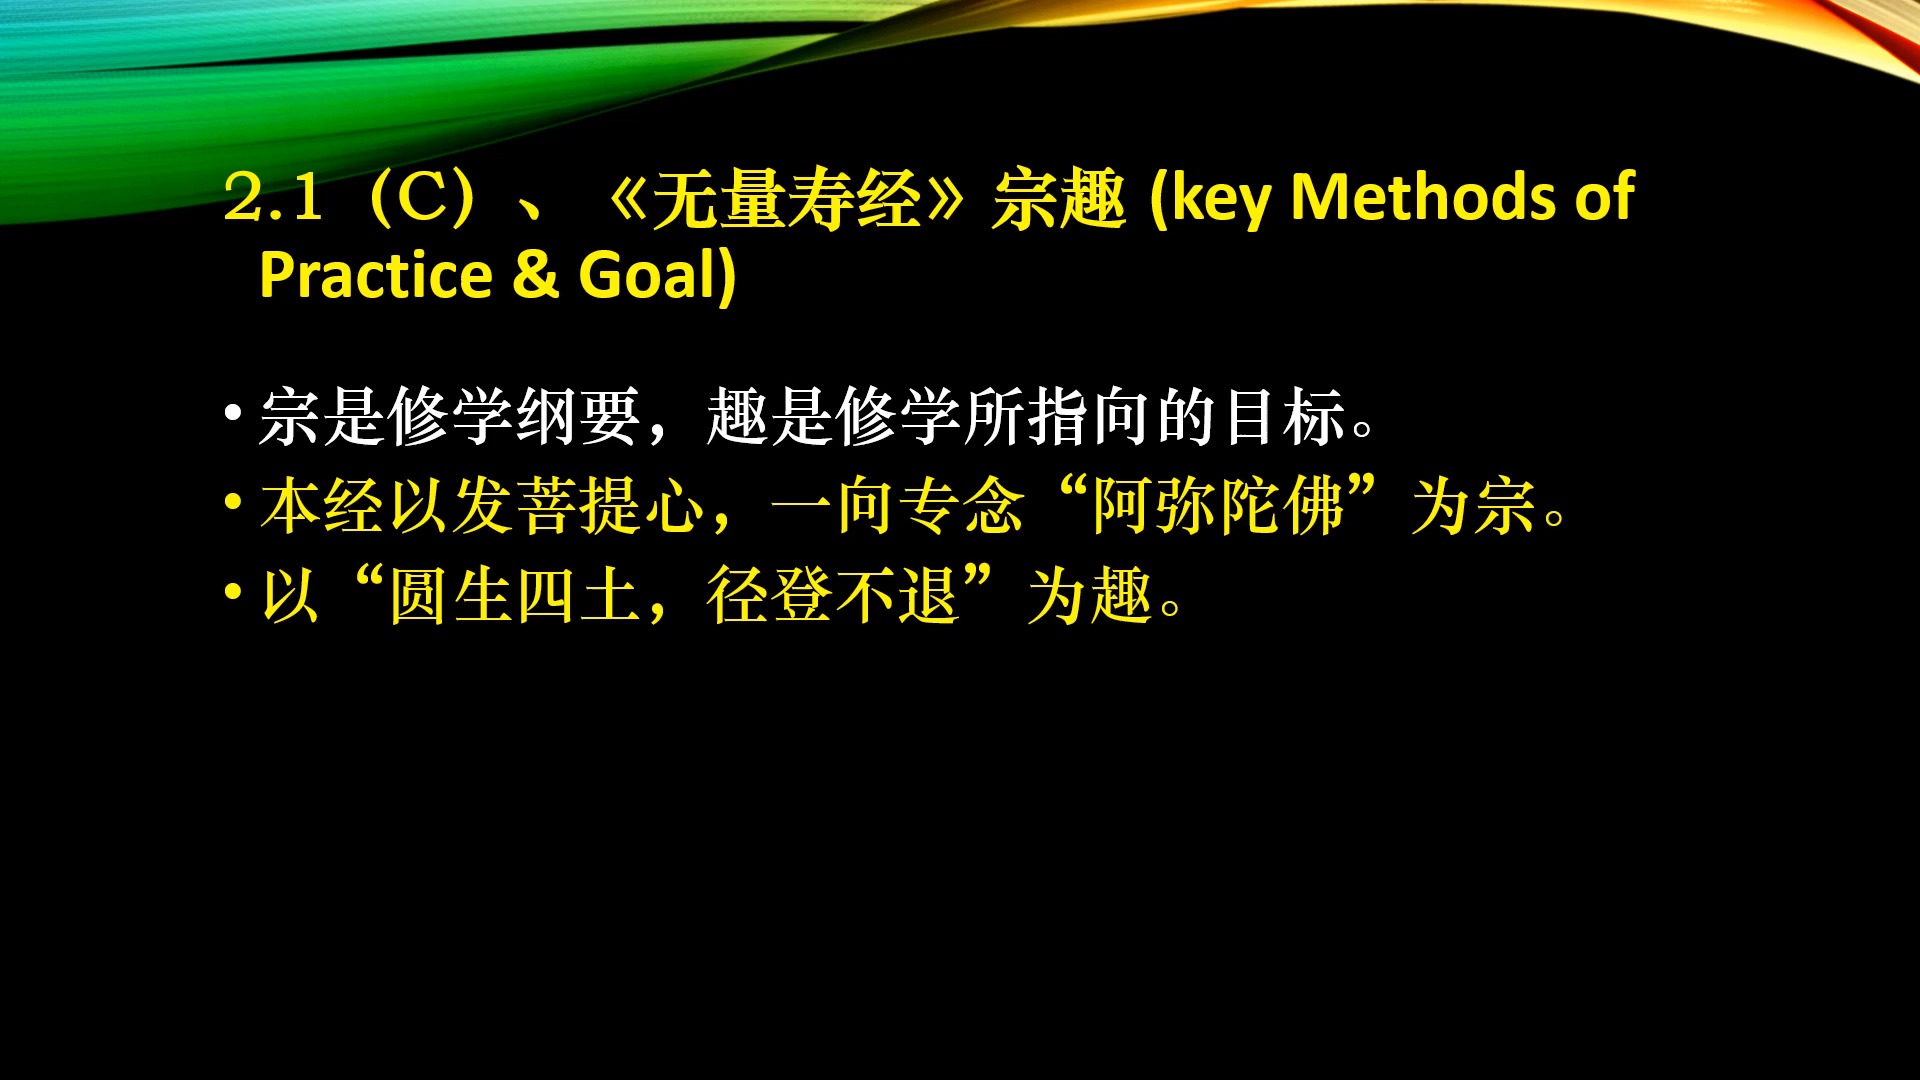 2.1（C）、《无量寿经》宗趣 (key Methods of
Practice & Goal)
• 宗是修学纲要，趣是修学所指向的目标。
• 本经以发菩提心，一向专念“阿弥陀佛”为宗。
• 以“圆生四土，径登不退”为趣。